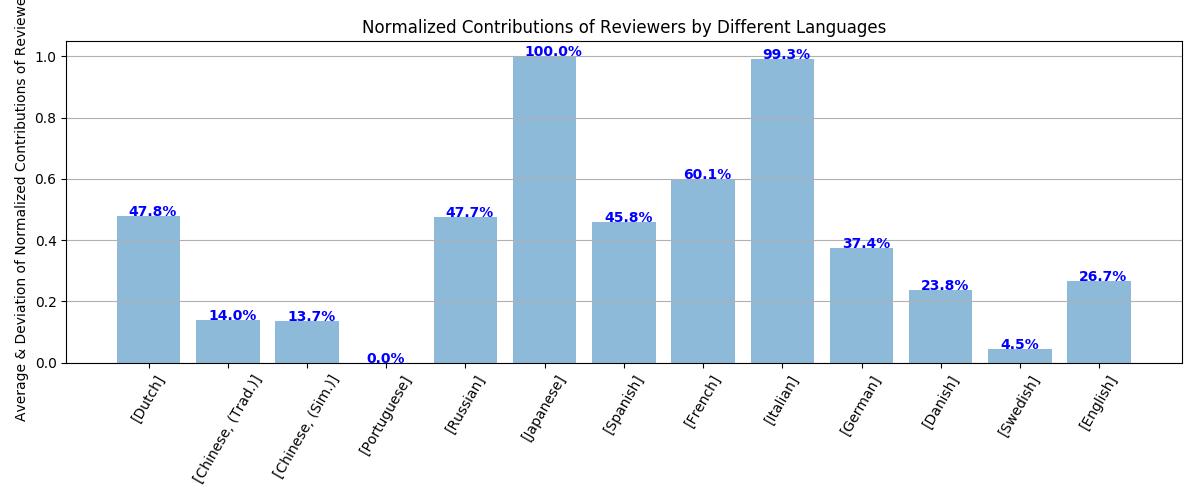 Normalized Contributions of Reviewers by Different Languages
Average & Deviation of Normalized Contributions of
1.0
0.8
0.6
0.4
0.2
0.0
47.8%
14.0%
13.7%
0.0%
47.7%
100.0%
45.8%
60.1%
99.3%
37.4%
23.8%
4.5%
26.7%
[Dutch]
[Chinese, (Trad.)]
[Chinese, (Sim.)]
[Portuguese]
[Russian]
[Japanese]
[Spanish]
[French]
[Italian]
[German]
[Danish]
[Swedish]
[English]